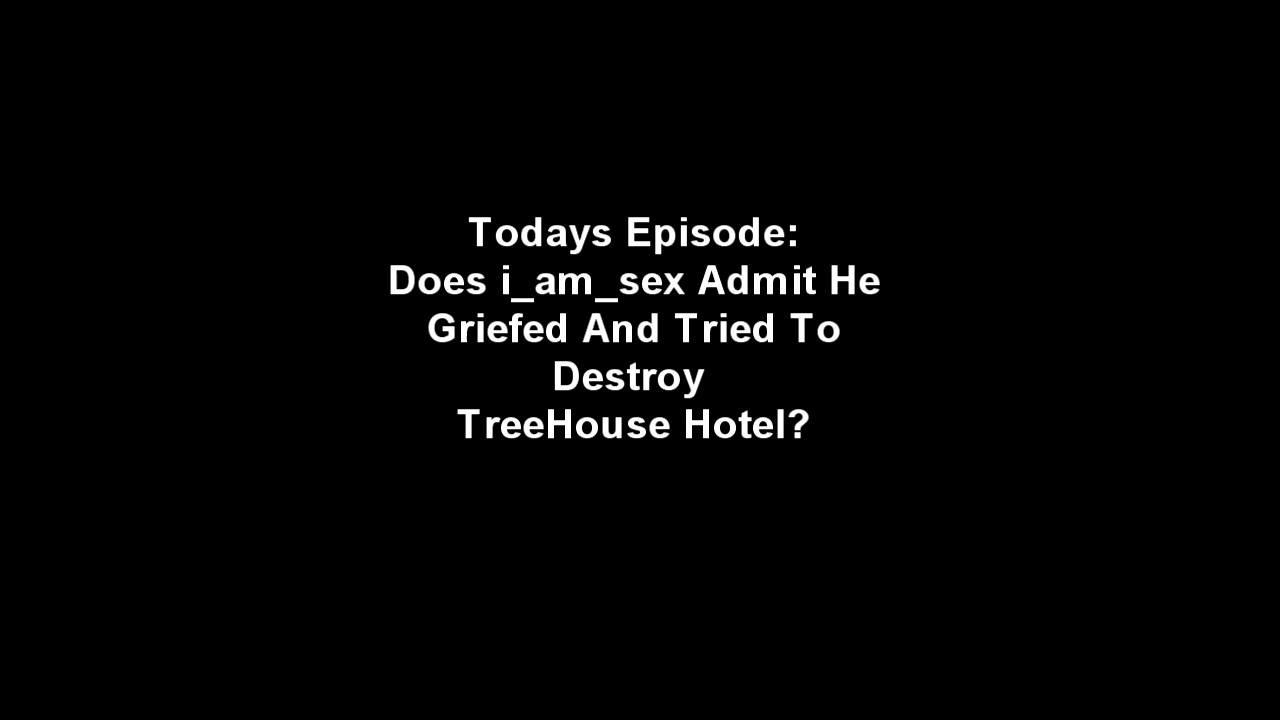 Todays Episode:
Does i_am_sex Admit He
Griefed And Tried To
Destroy
TreeHouse Hotel?